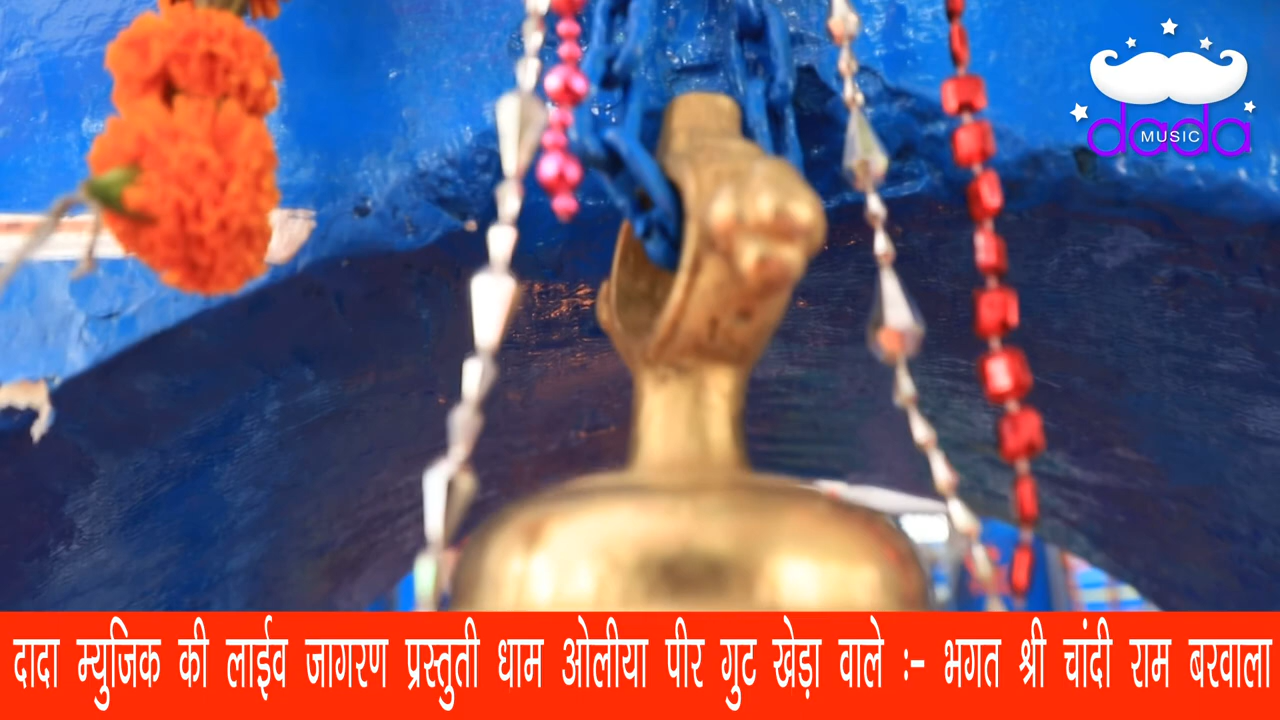 dada
MUSIC
दादा म्युजिक की लाईव जागरण प्रस्तुती धाम ओलीया पीर गुट खेड़ा वाले :- भगत श्री चांदी राम बरवाला